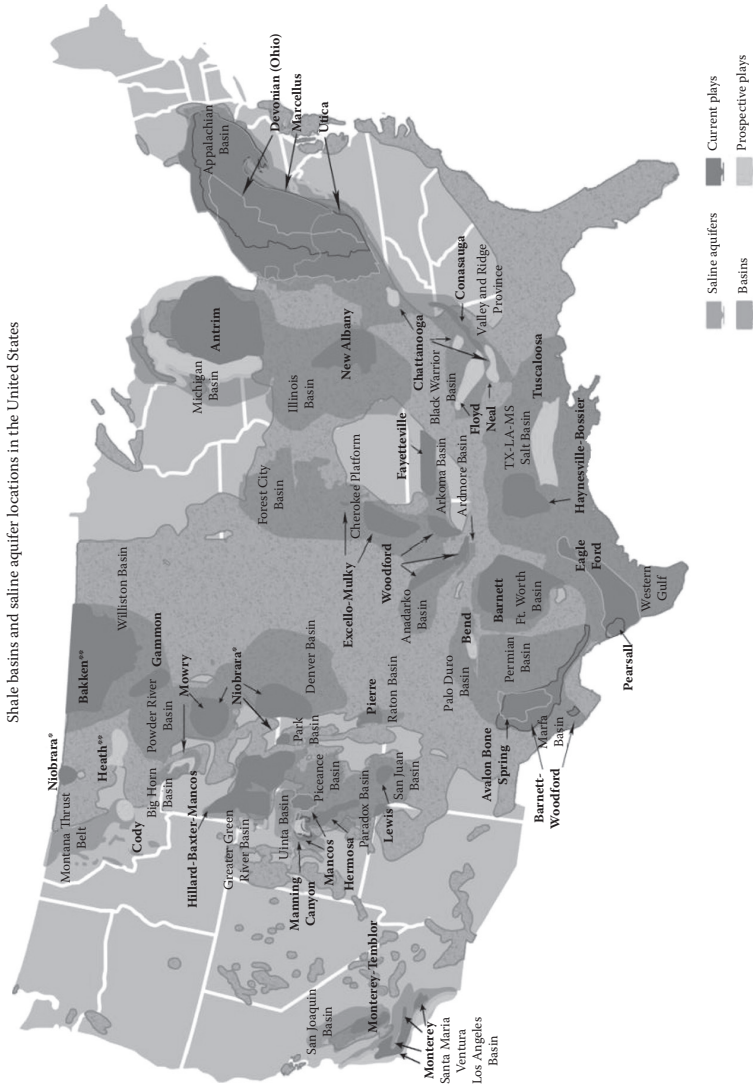 Shale basins and saline aquifer locations in the United States
Niobrara*
Bakken**
Williston Basin
Montana Thrust
Belt
Heath**
Cody
Big Horn
Basin
Powder River
Basin
Gammon
Mowry
Hillard-Baxter-Mancos
Niobrara*
Greater Green
River Basin
Park
Basin
Denver Basin
Uinta Basin
Piceance
Basin
Manning
Canyon
Mancos
Hermosa
Paradox Basin
Pierre
Raton Basin
San Juan
Basin
Lewis
San Joaquin
Basin
Monterey-Temblor
Monterey
Santa Maria
Ventura
Los Angeles
Basin
Forest City
Basin
Cherokee Platform
Excello-Mulky
Woodford
Anadarko
Basin
Fayetteville
Arkoma Basin
Ardmore Basin
Palo Duro
Basin
Bend
Avalon Bone
Spring
Permian
Basin
Barnett
Ft. Worth
Basin
Barnett-
Woodford
Marfa
Basin
Pearsall
Eagle
Ford
Western
Gulf
Haynesville-Bossier
TX-LA-MS
Salt Basin
Tuscaloosa
Michigan
Basin
Antrim
Illinois
Basin
New Albany
Chattanooga
Black Warrior
Basin
Floyd
Neal
Conasauga
Valley and Ridge
Province
Appalachian
Basin
Devonian (Ohio)
Marcellus
Utica
Saline aquifers
Current plays
Basins
Prospective plays